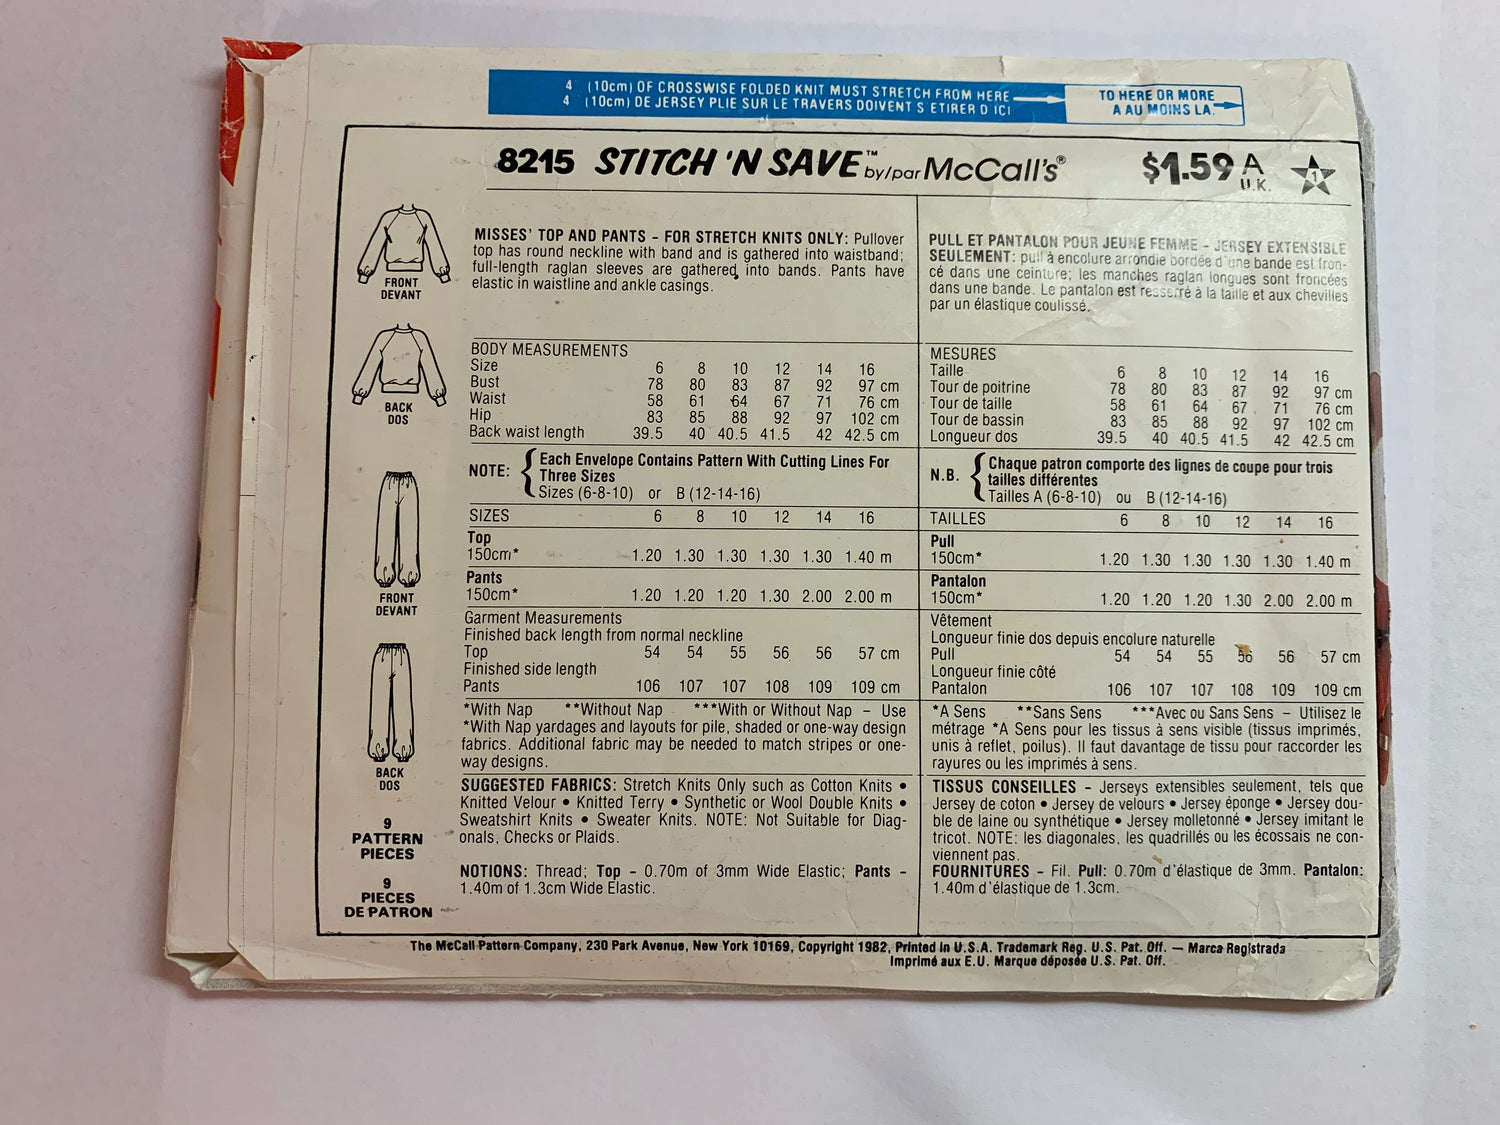 4 (10cm) OF CROSSWISE FOLDED KNIT MUST STRETCH FROM HERE
4 (10cm) DE JERSEY PLIE SUR LE TRAVERS DOIVENT S ETIRER D ICI
TO HERE OR MORE
A AU MOINS LA.
8215 STITCH 'N SAVE™ by/par McCall's®
$1.59 A
U.K.
1
FRONT
DEVANT
BACK
DOS
FRONT
DEVANT
BACK
DOS
9
PATTERN
PIECES
9
PIECES
DE PATRON
MISSES' TOP AND PANTS – FOR STRETCH KNITS ONLY: Pullover
top has round neckline with band and is gathered into waistband;
full-length raglan sleeves are gathered into bands. Pants have
elastic in waistline and ankle casings.
BODY MEASUREMENTS
Size 6 8 10 12 14 16
Bust 78 80 83 87 92 97 cm
Waist 58 61 64 67 71 76 cm
Hip 83 85 88 92 97 102 cm
Back waist length 39.5 40 40.5 41.5 42 42.5 cm
NOTE: { Each Envelope Contains Pattern With Cutting Lines For
Three Sizes
Sizes (6-8-10) or B (12-14-16)
SIZES 6 8 10 12 14 16
Top
150cm* 1.20 1.30 1.30 1.30 1.30 1.40 m
Pants
150cm* 1.20 1.20 1.20 1.30 2.00 2.00 m
Garment Measurements
Finished back length from normal neckline
Top 54 54 55 56 56 57 cm
Finished side length
Pants 106 107 107 108 109 109 cm
*With Nap **Without Nap ***With or Without Nap – Use
*With Nap yardages and layouts for pile, shaded or one-way design
fabrics. Additional fabric may be needed to match stripes or one-
way designs.
SUGGESTED FABRICS: Stretch Knits Only such as Cotton Knits •
Knitted Velour • Knitted Terry • Synthetic or Wool Double Knits •
Sweatshirt Knits • Sweater Knits. NOTE: Not Suitable for Diag-
onals, Checks or Plaids.
NOTIONS: Thread; Top – 0.70m of 3mm Wide Elastic; Pants –
1.40m of 1.3cm Wide Elastic.
PULL ET PANTALON POUR JEUNE FEMME – JERSEY EXTENSIBLE
SEULEMENT: pull à encolure arrondie bordée d'une bande est fron-
cé dans une ceinture; les manches raglan longues sont froncées
dans une bande. Le pantalon est resserré à la taille et aux chevilles
par un élastique coulissé.
MESURES
Taille 6 8 10 12 14 16
Tour de poitrine 78 80 83 87 92 97 cm
Tour de taille 58 61 64 67 71 76 cm
Tour de bassin 83 85 88 92 97 102 cm
Longueur dos 39.5 40 40.5 41.5 42 42.5 cm
N.B. { Chaque patron comporte des lignes de coupe pour trois
tailles différentes
Tailles A (6-8-10) ou B (12-14-16)
TAILLES 6 8 10 12 14 16
Pull
150cm* 1.20 1.30 1.30 1.30 1.30 1.40 m
Pantalon
150cm* 1.20 1.20 1.20 1.30 2.00 2.00 m
Vêtement
Longueur finie dos depuis encolure naturelle
Pull 54 54 55 56 56 57 cm
Longueur finie côté
Pantalon 106 107 107 108 109 109 cm
*A Sens **Sans Sens ***Avec ou Sans Sens – Utilisez le
métrage *A Sens pour les tissus à sens visible (tissus imprimés,
unis à reflet, poilus). Il faut davantage de tissu pour raccorder les
rayures ou les imprimés à sens.
TISSUS CONSEILLES – Jerseys extensibles seulement, tels que
Jersey de coton • Jersey de velours • Jersey éponge • Jersey dou-
ble de laine ou synthétique • Jersey molletonné • Jersey imitant le
tricot. NOTE: les diagonales, les quadrillés ou les écossais ne con-
viennent pas.
FOURNITURES – Fil. Pull: 0.70m d'élastique de 3mm. Pantalon:
1.40m d'élastique de 1.3cm.
The McCall Pattern Company, 230 Park Avenue, New York 10169, Copyright 1982, Printed in U.S.A. Trademark Reg. U.S. Pat. Off. — Marca Registrada
Imprimé aux E.U. Marque déposée U.S. Pat. Off.